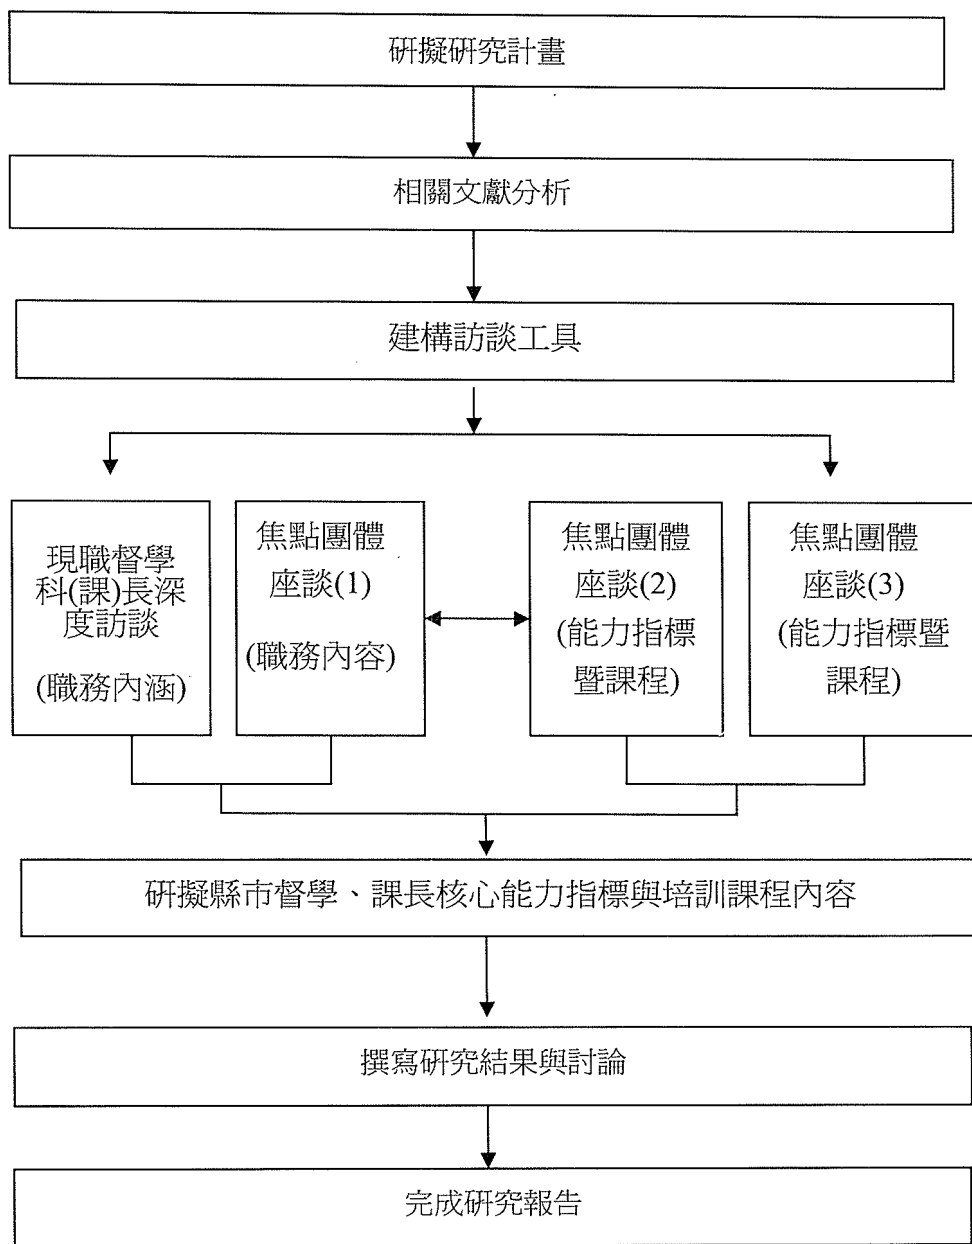 研擬研究計畫
相關文獻分析
建構訪談工具
現職督學
科(課)長深
度訪談
(職務內涵)
焦點團體
座談(1)
(職務內容)
焦點團體
座談(2)
(能力指標
暨課程)
焦點團體
座談(3)
(能力指標暨
課程)
研擬縣市督學、課長核心能力指標與培訓課程內容
撰寫研究結果與討論
完成研究報告